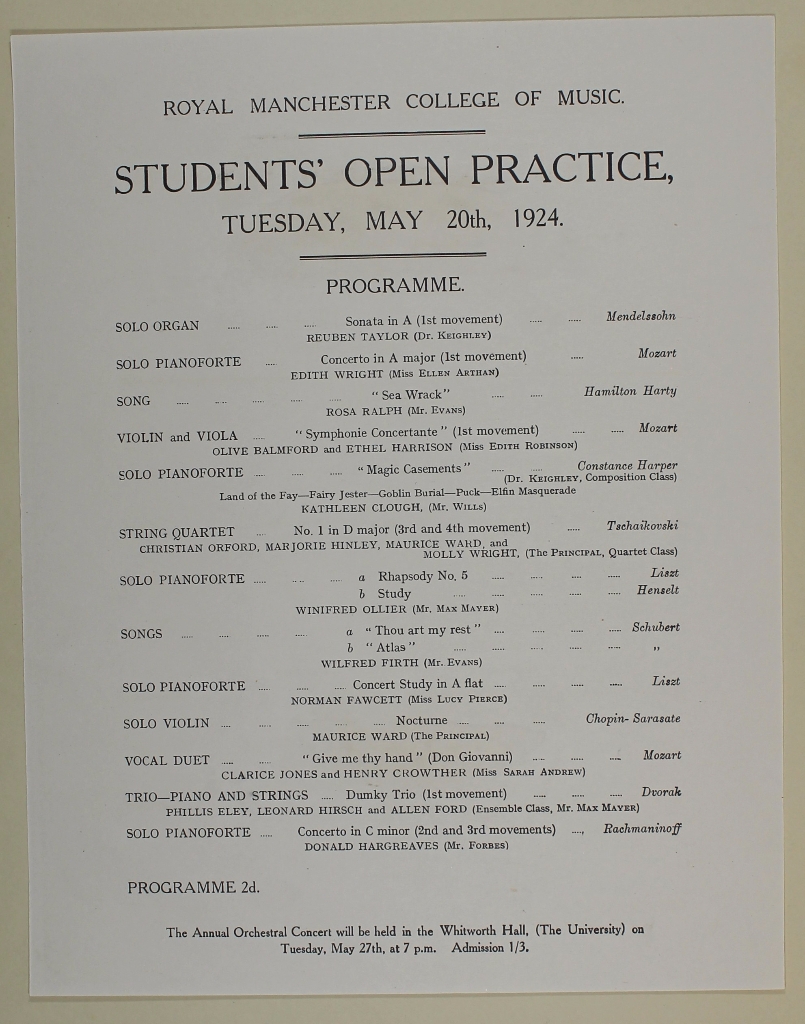 ROYAL MANCHESTER COLLEGE OF MUSIC.
STUDENTS' OPEN PRACTICE,
TUESDAY, MAY 20th, 1924.
PROGRAMME.
SOLO ORGAN ..... ..... ..... Sonata in A (1st movement) ..... ..... Mendelssohn
REUBEN TAYLOR (Dr. KEIGHLEY)
SOLO PIANOFORTE ..... Concerto in A major (1st movement) ..... Mozart
EDITH WRIGHT (Miss ELLEN ARTHAN)
SONG ..... ..... ..... ..... ..... "Sea Wrack" ..... ..... Hamilton Harty
ROSA RALPH (Mr. EVANS)
VIOLIN and VIOLA ..... "Symphonie Concertante" (1st movement) ..... ..... Mozart
OLIVE BALMFORD and ETHEL HARRISON (Miss EDITH ROBINSON)
SOLO PIANOFORTE ..... ..... ..... "Magic Casements" ..... ..... Constance Harper
(Dr. KEIGHLEY, Composition Class)
Land of the Fay—Fairy Jester—Goblin Burial—Puck—Elfin Masquerade
KATHLEEN CLOUGH, (Mr. WILLS)
STRING QUARTET ..... No. 1 in D major (3rd and 4th movement) ..... Tschaikovski
CHRISTIAN ORFORD, MARJORIE HINLEY, MAURICE WARD, and
MOLLY WRIGHT, (The PRINCIPAL, Quartet Class)
SOLO PIANOFORTE ..... ..... ..... a Rhapsody No. 5 ..... ..... ..... ..... Liszt
b Study ..... ..... ..... ..... ..... Henselt
WINIFRED OLLIER (Mr. MAX MAYER)
SONGS ..... ..... ..... ..... a "Thou art my rest" ..... ..... ..... ..... Schubert
b "Atlas" ..... ..... ..... ..... ..... „
WILFRED FIRTH (Mr. EVANS)
SOLO PIANOFORTE ..... ..... ..... Concert Study in A flat ..... ..... ..... ..... Liszt
NORMAN FAWCETT (Miss LUCY PIERCE)
SOLO VIOLIN ..... ..... ..... ..... ..... Nocturne ..... ..... ..... Chopin- Sarasate
MAURICE WARD (The PRINCIPAL)
VOCAL DUET ..... ..... "Give me thy hand" (Don Giovanni) ..... ..... ..... Mozart
CLARICE JONES and HENRY CROWTHER (Miss SARAH ANDREW)
TRIO—PIANO AND STRINGS ..... Dumky Trio (1st movement) ..... ..... ..... Dvorak
PHILLIS ELEY, LEONARD HIRSCH and ALLEN FORD (Ensemble Class, Mr. MAX MAYER)
SOLO PIANOFORTE ..... Concerto in C minor (2nd and 3rd movements) ...., Rachmaninoff
DONALD HARGREAVES (Mr. FORBES)
PROGRAMME 2d.
The Annual Orchestral Concert will be held in the Whitworth Hall, (The University) on
Tuesday, May 27th, at 7 p.m. Admission 1/3.